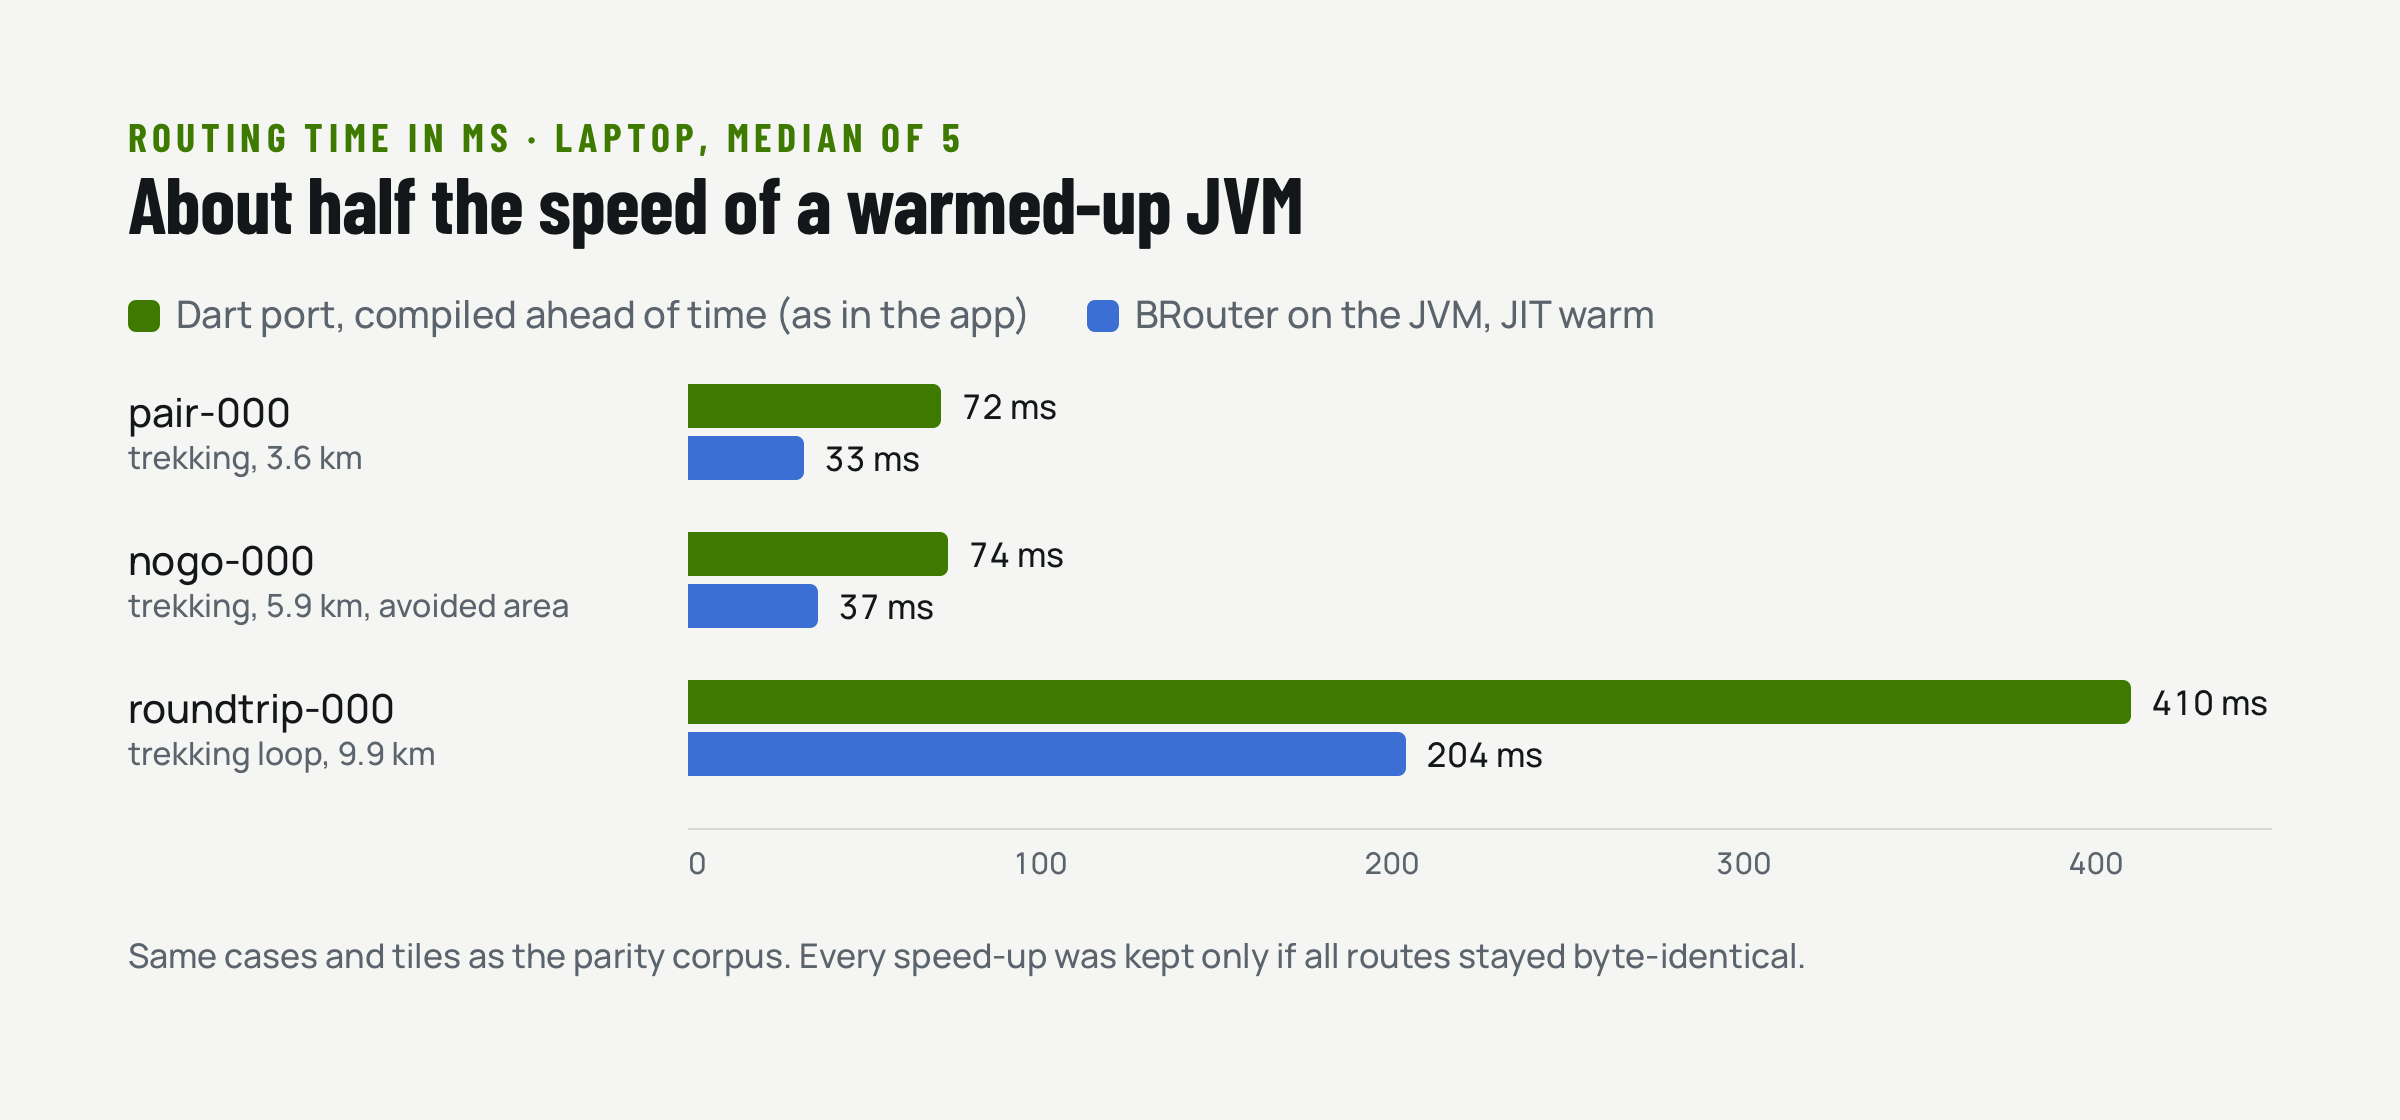 ROUTING TIME IN MS · LAPTOP, MEDIAN OF 5
About half the speed of a warmed-up JVM
Dart port, compiled ahead of time (as in the app)
BRouter on the JVM, JIT warm
pair-000
trekking, 3.6 km
72 ms
33 ms
nogo-000
trekking, 5.9 km, avoided area
74 ms
37 ms
roundtrip-000
trekking loop, 9.9 km
410 ms
204 ms
0 100 200 300 400
Same cases and tiles as the parity corpus. Every speed-up was kept only if all routes stayed byte-identical.